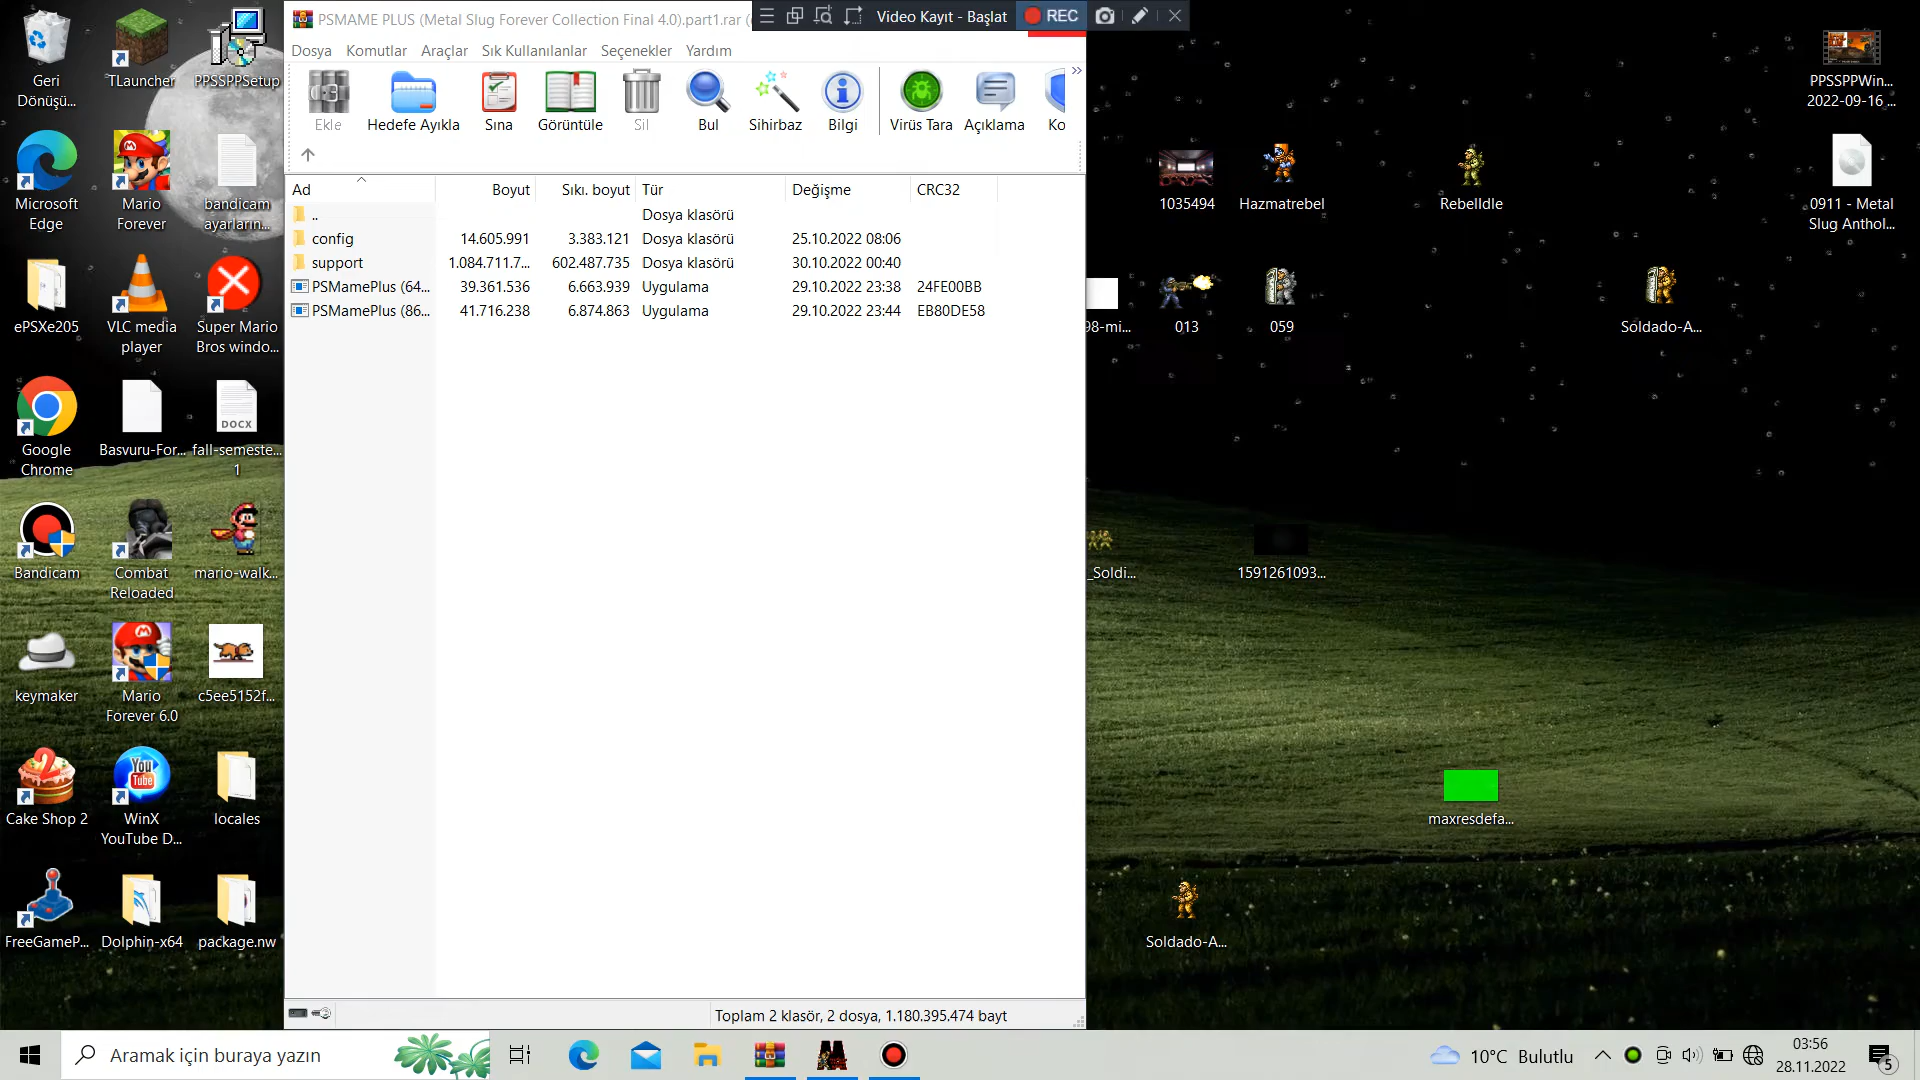 PSMAME PLUS (Metal Slug Forever Collection Final 4.0).part1.rar
Video Kayıt - Başlat
REC
Dosya Komutlar Araçlar Sık Kullanılanlar Seçenekler Yardım
Ekle
Hedefe Ayıkla
Sına
Görüntüle
Sil
Bul
Sihirbaz
Bilgi
Virüs Tara
Açıklama
Ko
Ad Boyut Sıkı. boyut Tür Değişme CRC32
.. Dosya klasörü
config 14.605.991 3.383.121 Dosya klasörü 25.10.2022 08:06
support 1.084.711.7... 602.487.735 Dosya klasörü 30.10.2022 00:40
PSMamePlus (64... 39.361.536 6.663.939 Uygulama 29.10.2022 23:38 24FE00BB
PSMamePlus (86... 41.716.238 6.874.863 Uygulama 29.10.2022 23:44 EB80DE58
Toplam 2 klasör, 2 dosya, 1.180.395.474 bayt
Geri
Dönüşü...
TLauncher
PPSSPPSetup
Microsoft
Edge
Mario
Forever
bandicam
ayarların...
ePSXe205
VLC media
player
Super Mario
Bros windo...
Google
Chrome
Basvuru-For...
DOCX
fall-semeste...
1
Bandicam
Combat
Reloaded
mario-walk...
keymaker
Mario
Forever 6.0
c5ee5152f...
Cake Shop 2
You
Tube
WinX
YouTube D...
locales
FreeGameP...
Dolphin-x64
package.nw
PPSSPPWin...
2022-09-16 ...
1035494
Hazmatrebel
RebelIdle
0911 - Metal
Slug Anthol...
98-mi...
013
059
Soldado-A...
_Soldi...
1591261093...
maxresdefa...
Soldado-A...
Aramak için buraya yazın
10°C Bulutlu
03:56
28.11.2022
5